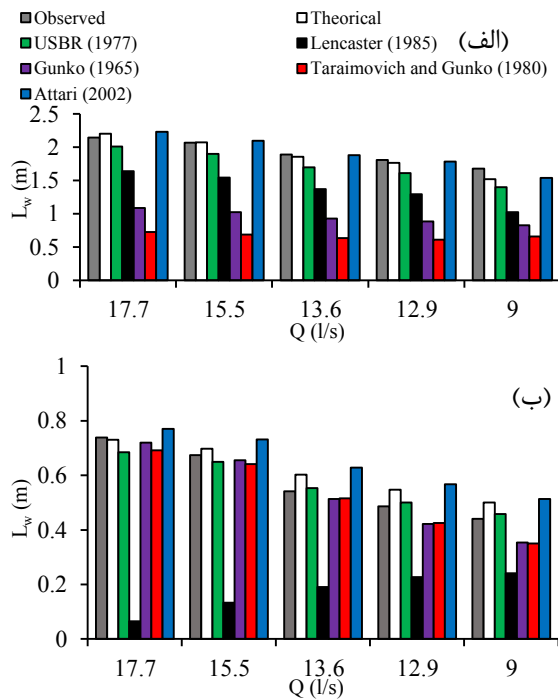 Observed
Theorical
USBR (1977)
Lencaster (1985)
(الف)
Gunko (1965)
Taraimovich and Gunko (1980)
Attari (2002)
2.5
2
1.5
1
0.5
0
L_w (m)
17.7 15.5 13.6 12.9 9
Q (l/s)
(ب)
1
0.8
0.6
0.4
0.2
0
L_w (m)
17.7 15.5 13.6 12.9 9
Q (l/s)